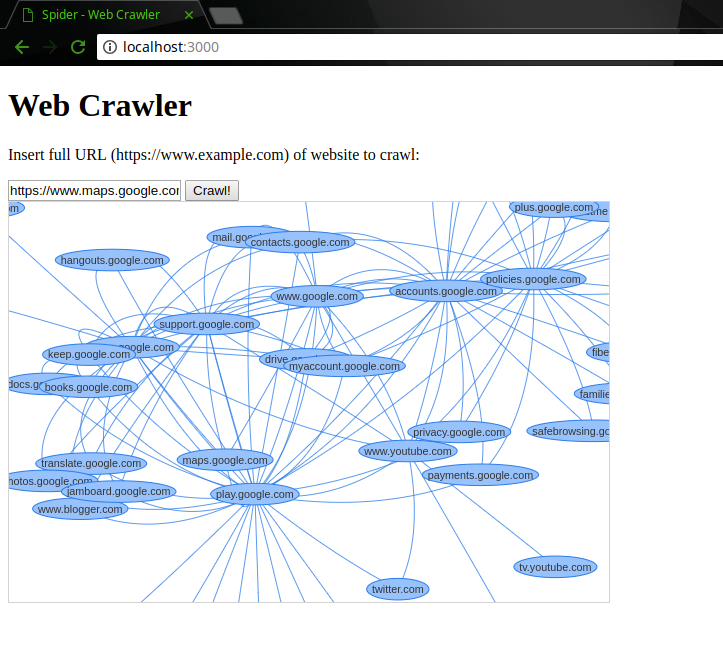 Spider - Web Crawler
localhost:3000
Web Crawler
Insert full URL (https://www.example.com) of website to crawl:
https://www.maps.google.co
Crawl!
plus.google.com
mail.goo
contacts.google.com
hangouts.google.com
policies.google.com
accounts.google.com
www.google.com
support.google.com
google.com
keep.google.com
drive.go
myaccount.google.com
fibe
docs.g
books.google.com
familie
privacy.google.com
safebrowsing.go
www.youtube.com
maps.google.com
translate.google.com
payments.google.com
hotos.google.com
jamboard.google.com
play.google.com
www.blogger.com
tv.youtube.com
twitter.com